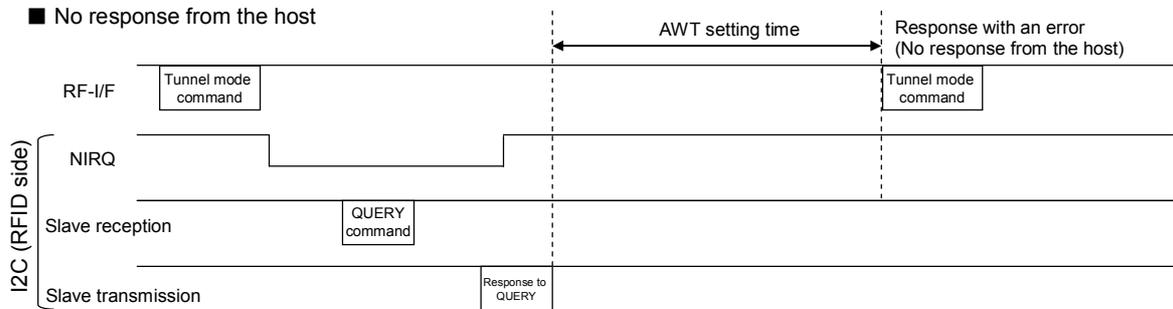 ■ No response from the host
AWT setting time
Response with an error
(No response from the host)
RF-I/F
Tunnel mode
command
Tunnel mode
command
I2C (RFID side)
NIRQ
Slave reception
QUERY
command
Slave transmission
Response to
QUERY